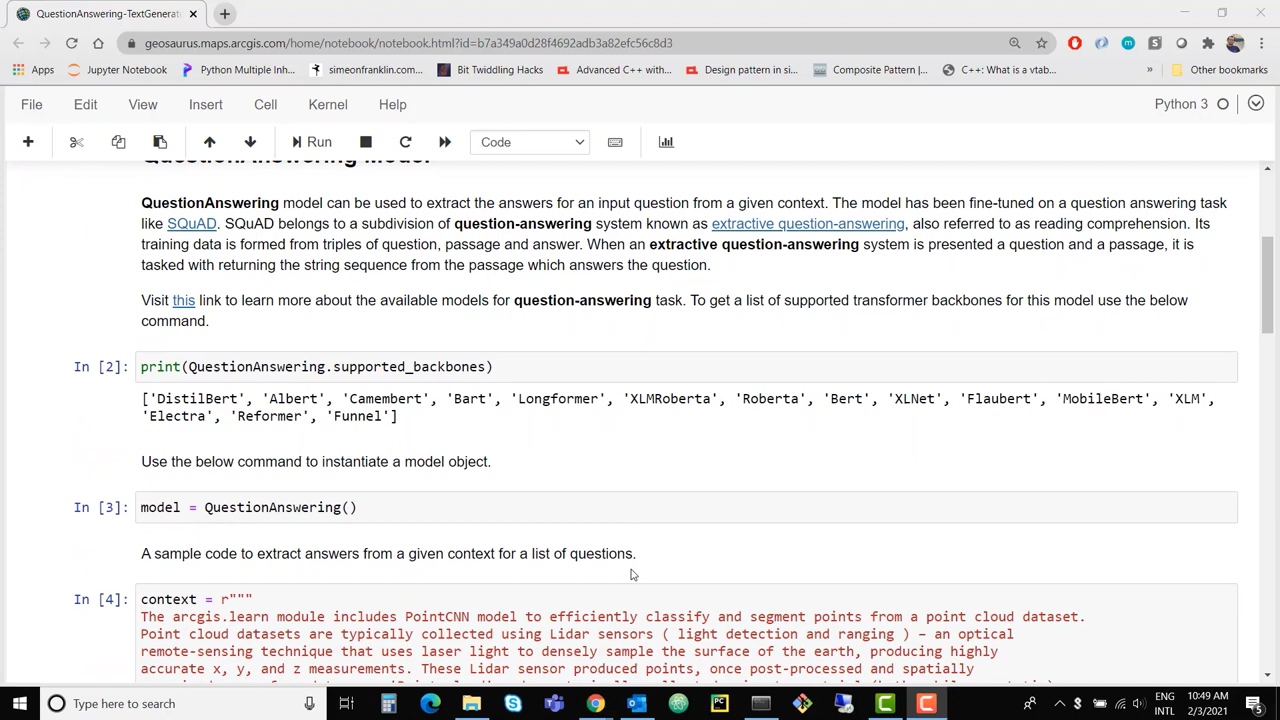 QuestionAnswering-TextGenerati
geosaurus.maps.arcgis.com/home/notebook/notebook.html?id=b7a349a0d28f4692adb3a82efc56c8d3
Apps Jupyter Notebook Python Multiple Inh... simeonfranklin.com... Bit Twiddling Hacks Advanced C++ with... Design pattern in si... Composite Pattern |... C++: What is a vtab... » Other bookmarks
File Edit View Insert Cell Kernel Help Python 3
Run Code
QuestionAnswering Model
QuestionAnswering model can be used to extract the answers for an input question from a given context. The model has been fine-tuned on a question answering task
like SQuAD. SQuAD belongs to a subdivision of question-answering system known as extractive question-answering, also referred to as reading comprehension. Its
training data is formed from triples of question, passage and answer. When an extractive question-answering system is presented a question and a passage, it is
tasked with returning the string sequence from the passage which answers the question.
Visit this link to learn more about the available models for question-answering task. To get a list of supported transformer backbones for this model use the below
command.
In [2]: print(QuestionAnswering.supported_backbones)
['DistilBert', 'Albert', 'Camembert', 'Bart', 'Longformer', 'XLMRoberta', 'Roberta', 'Bert', 'XLNet', 'Flaubert', 'MobileBert', 'XLM',
'Electra', 'Reformer', 'Funnel']
Use the below command to instantiate a model object.
In [3]: model = QuestionAnswering()
A sample code to extract answers from a given context for a list of questions.
In [4]: context = r"""
The arcgis.learn module includes PointCNN model to efficiently classify and segment points from a point cloud dataset.
Point cloud datasets are typically collected using Lidar sensors ( light detection and ranging ) – an optical
remote-sensing technique that uses laser light to densely sample the surface of the earth, producing highly
accurate x, y, and z measurements. These Lidar sensor produced points, once post-processed and spatially
Type here to search
ENG 10:49 AM
INTL 2/3/2021 5